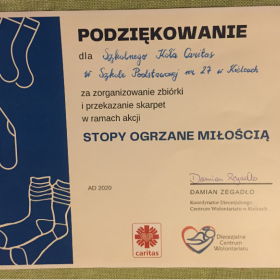 PODZIĘKOWANIE
dla Szkolnego Koła Caritas
w Szkole Podstawowej nr 27 w Kielcach
za zorganizowanie zbiórki
i przekazanie skarpet
w ramach akcji
STOPY OGRZANE MIŁOŚCIĄ
Damian Zegadło
DAMIAN ZEGADŁO
Koordynator Diecezjalnego
Centrum Wolontariatu w Kielcach
AD 2020
caritas
Diecezjalne
Centrum
Wolontariatu